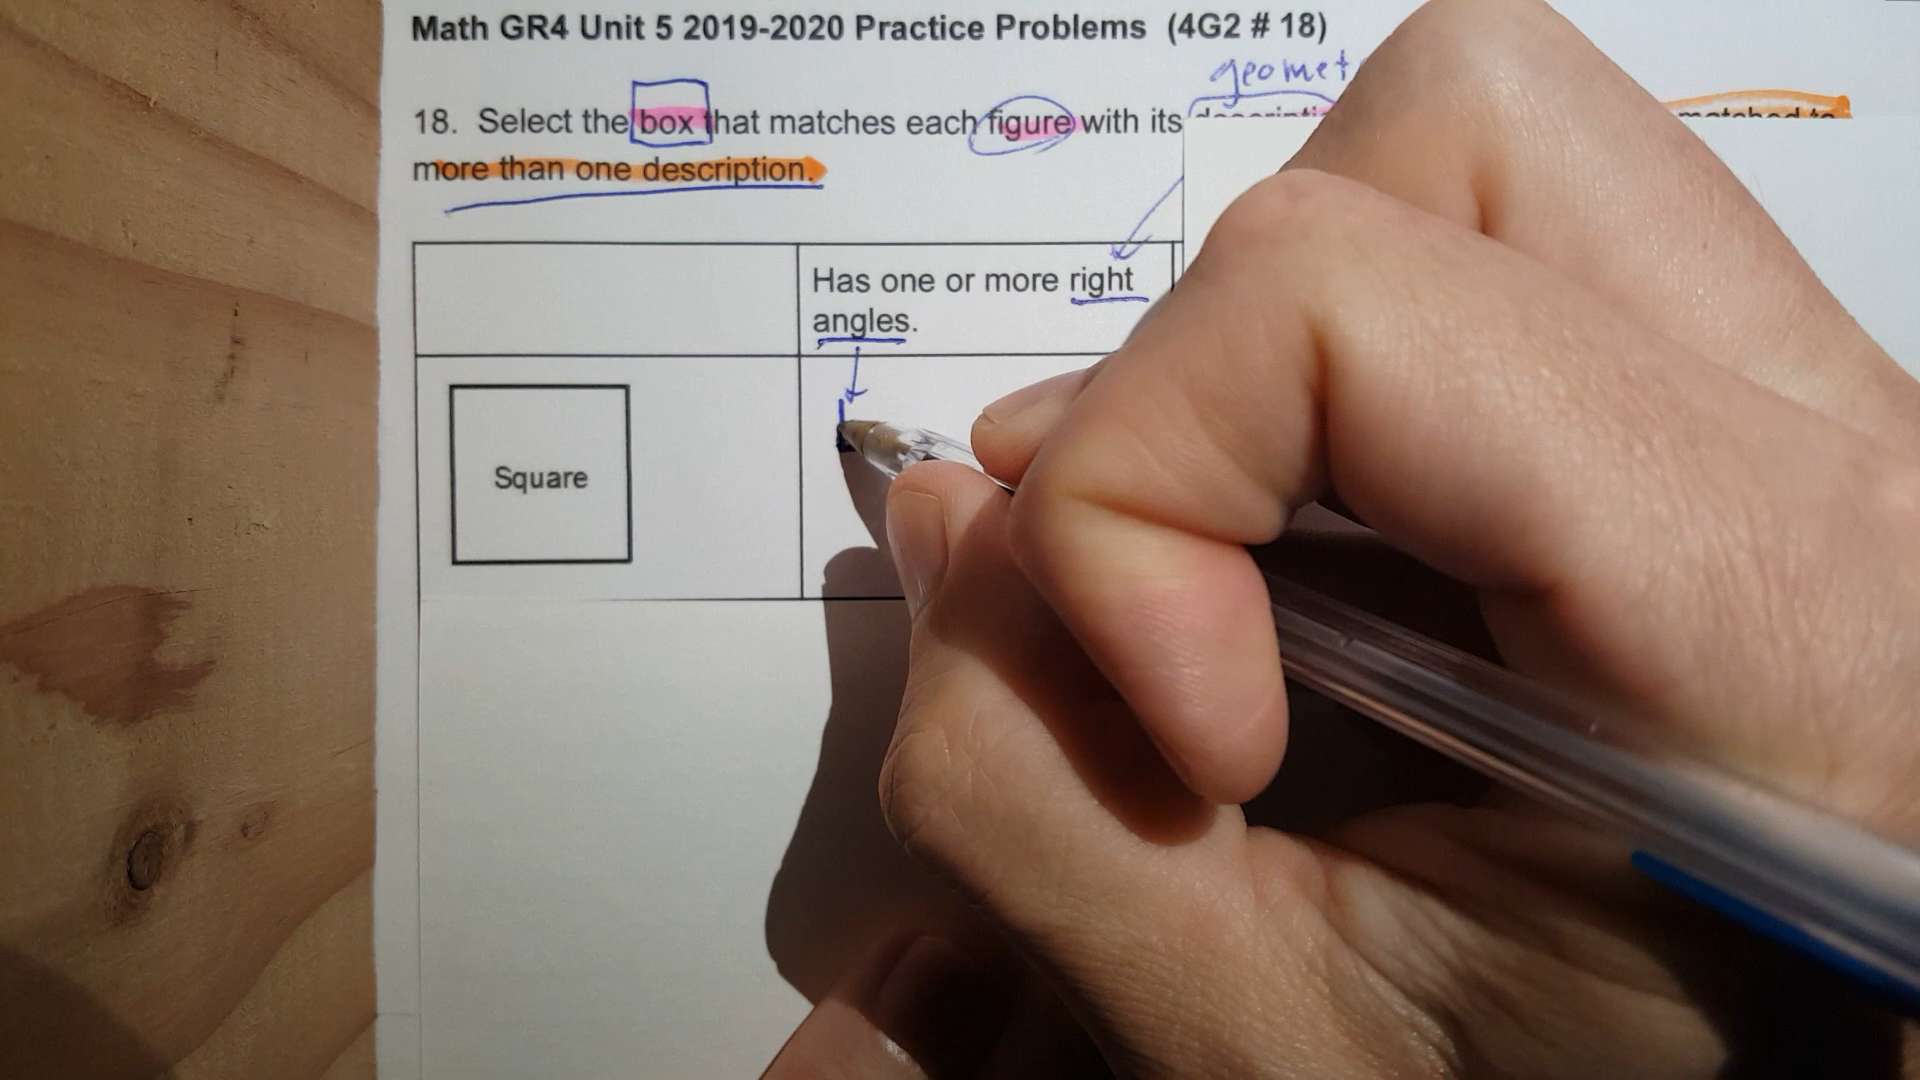 Math GR4 Unit 5 2019-2020 Practice Problems (4G2 # 18)
geomet
18. Select the box that matches each figure with its
more than one description.
Has one or more right
angles.
Square